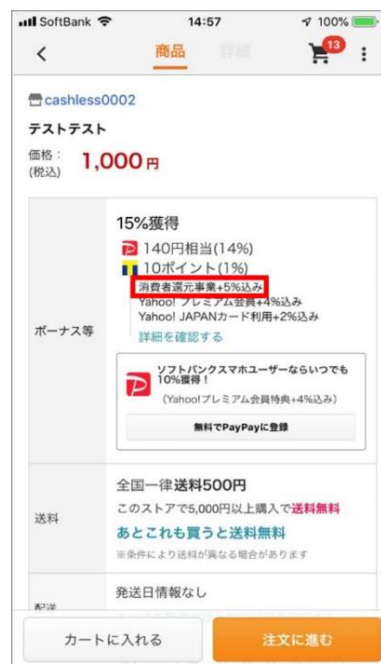 SoftBank 14:57 100%
商品 詳細 13
cashless0002
テストテスト
価格:
(税込) 1,000円
ボーナス等
15%獲得
140円相当(14%)
10ポイント(1%)
消費者還元事業+5%込み
Yahoo! プレミアム会員+4%込み
Yahoo! JAPANカード利用+2%込み
詳細を確認する
ソフトバンクスマホユーザーならいつでも
10%獲得!
(Yahoo!プレミアム会員特典+4%込み)
無料でPayPayに登録
送料
全国一律送料500円
このストアで5,000円以上購入で送料無料
あとこれも買うと送料無料
※条件により送料が異なる場合があります
配送
発送日情報なし
カートに入れる 注文に進む